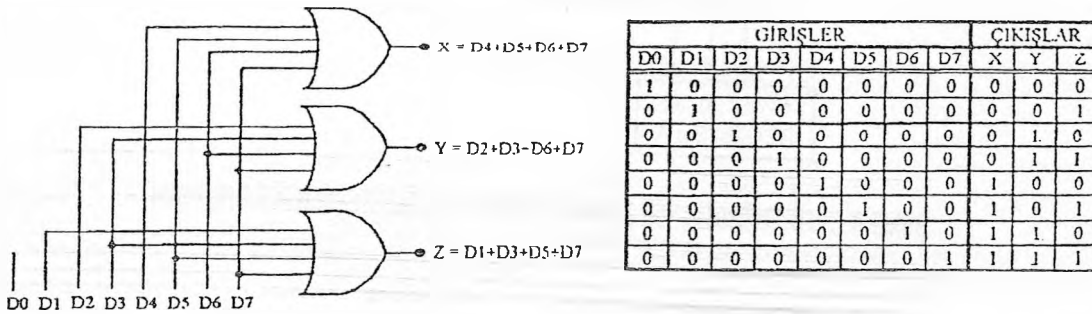 X = D4+D5+D6+D7
Y = D2+D3+D6+D7
Z = D1+D3+D5+D7
D0 D1 D2 D3 D4 D5 D6 D7
GİRİŞLER ÇIKIŞLAR
D0 D1 D2 D3 D4 D5 D6 D7 X Y Z
1 0 0 0 0 0 0 0 0 0 0
0 1 0 0 0 0 0 0 0 0 1
0 0 1 0 0 0 0 0 0 1 0
0 0 0 1 0 0 0 0 0 1 1
0 0 0 0 1 0 0 0 1 0 0
0 0 0 0 0 1 0 0 1 0 1
0 0 0 0 0 0 1 0 1 1 0
0 0 0 0 0 0 0 1 1 1 1